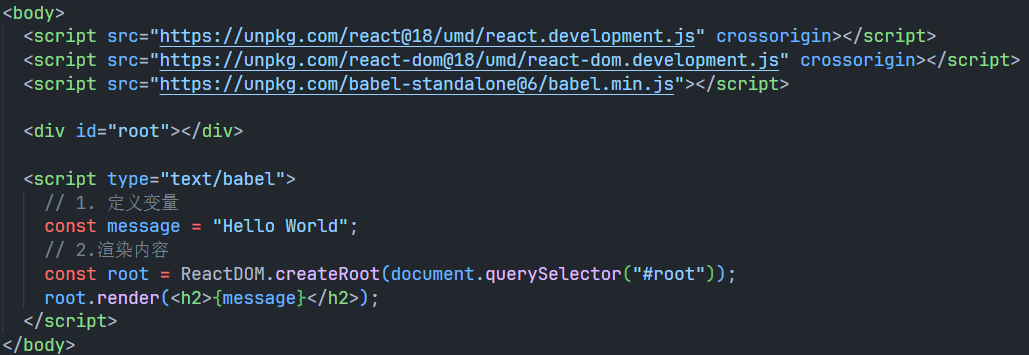 <body>
  <script src="https://unpkg.com/react@18/umd/react.development.js" crossorigin></script>
  <script src="https://unpkg.com/react-dom@18/umd/react-dom.development.js" crossorigin></script>
  <script src="https://unpkg.com/babel-standalone@6/babel.min.js"></script>

  <div id="root"></div>

  <script type="text/babel">
    // 1. 定义变量
    const message = "Hello World";
    // 2.渲染内容
    const root = ReactDOM.createRoot(document.querySelector("#root"));
    root.render(<h2>{message}</h2>);
  </script>
</body>